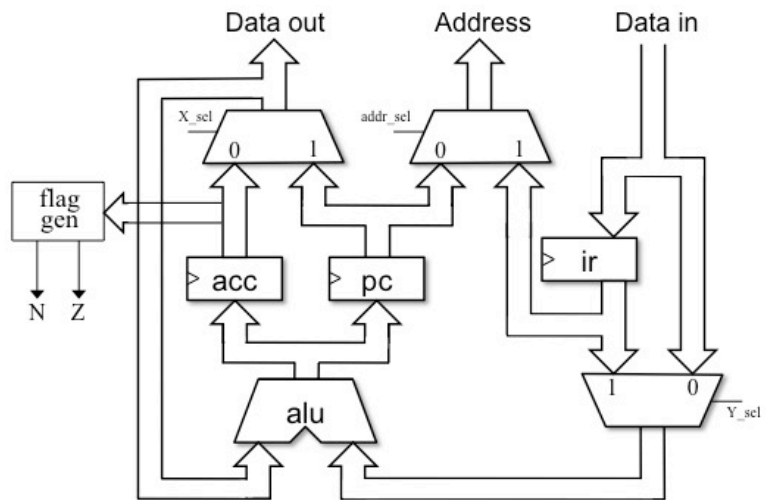 Data out
Address
Data in
X_sel
addr_sel
0
1
0
1
flag
gen
acc
pc
ir
N
Z
alu
1
0
Y_sel